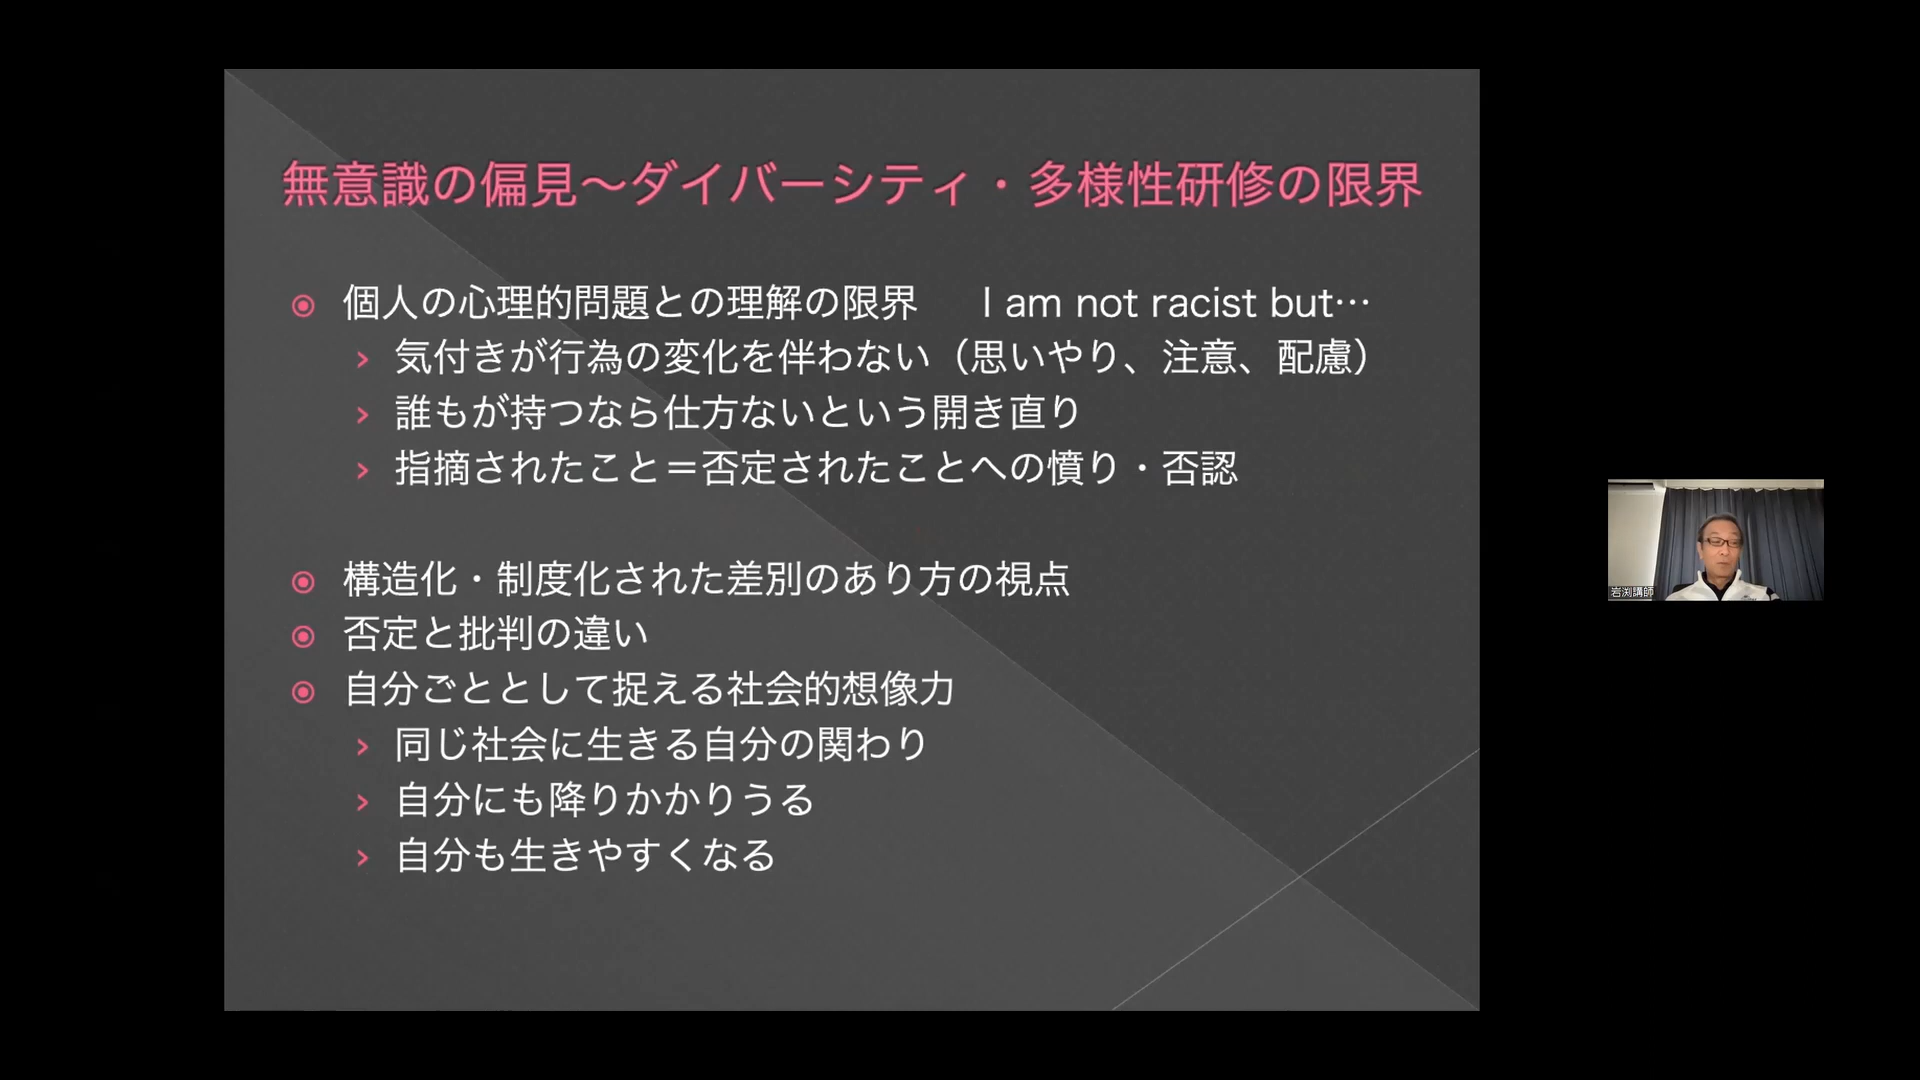 無意識の偏見～ダイバーシティ・多様性研修の限界
個人の心理的問題との理解の限界 I am not racist but…
気付きが行為の変化を伴わない（思いやり、注意、配慮）
誰もが持つなら仕方ないという開き直り
指摘されたこと＝否定されたことへの憤り・否認
構造化・制度化された差別のあり方の視点
否定と批判の違い
自分ごととして捉える社会的想像力
同じ社会に生きる自分の関わり
自分にも降りかかりうる
自分も生きやすくなる
岩渕講師